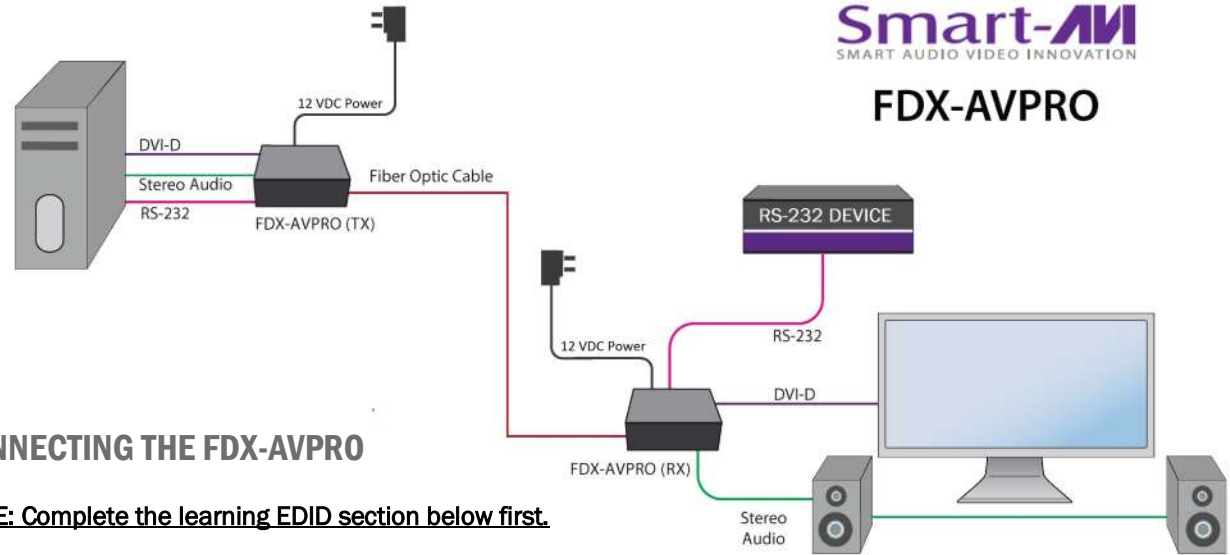 Smart-AVI
SMART AUDIO VIDEO INNOVATION
FDX-AVPRO
12 VDC Power
DVI-D
Stereo Audio
RS-232
FDX-AVPRO (TX)
Fiber Optic Cable
RS-232 DEVICE
12 VDC Power
RS-232
DVI-D
FDX-AVPRO (RX)
Stereo
Audio
NNECTING THE FDX-AVPRO
E: Complete the learning EDID section below first.